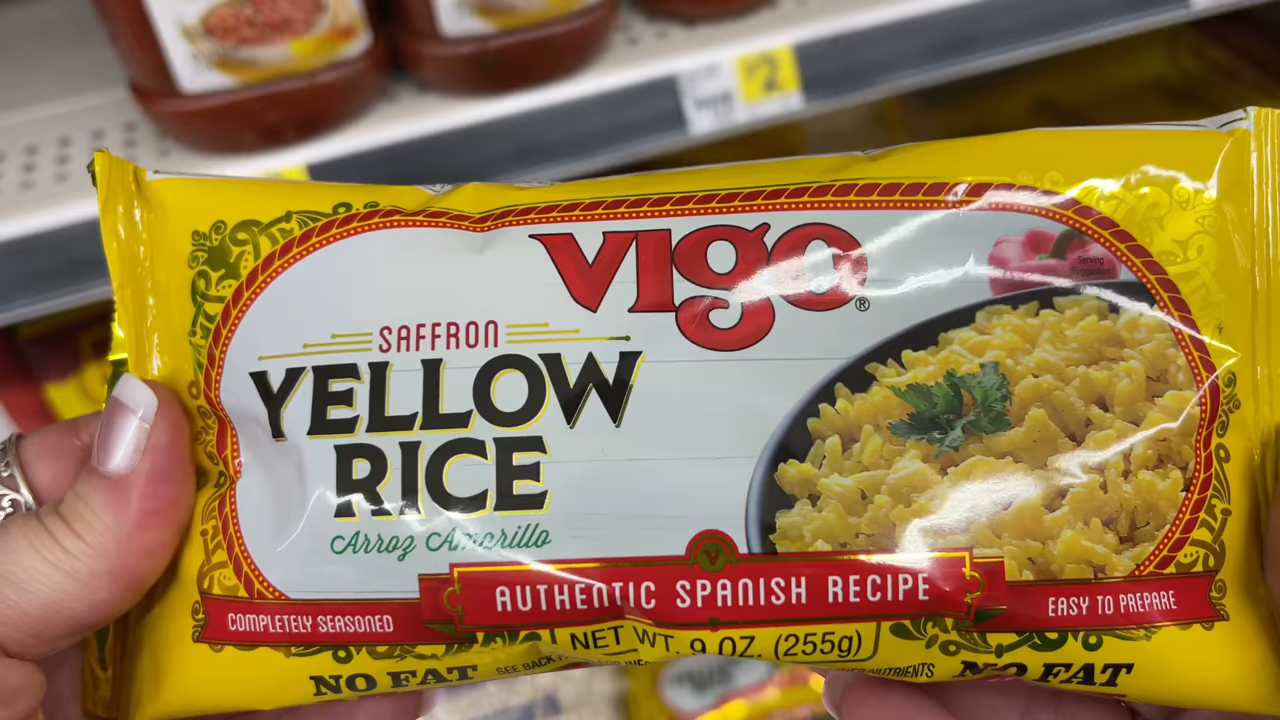 $2
vigo®
Serving
Suggestion
SAFFRON
YELLOW
RICE
Arroz Amarillo
V
AUTHENTIC SPANISH RECIPE
COMPLETELY SEASONED
EASY TO PREPARE
NET WT. 9 OZ. (255g)
NO FAT
SEE BACK
NUTRIENTS
NO FAT